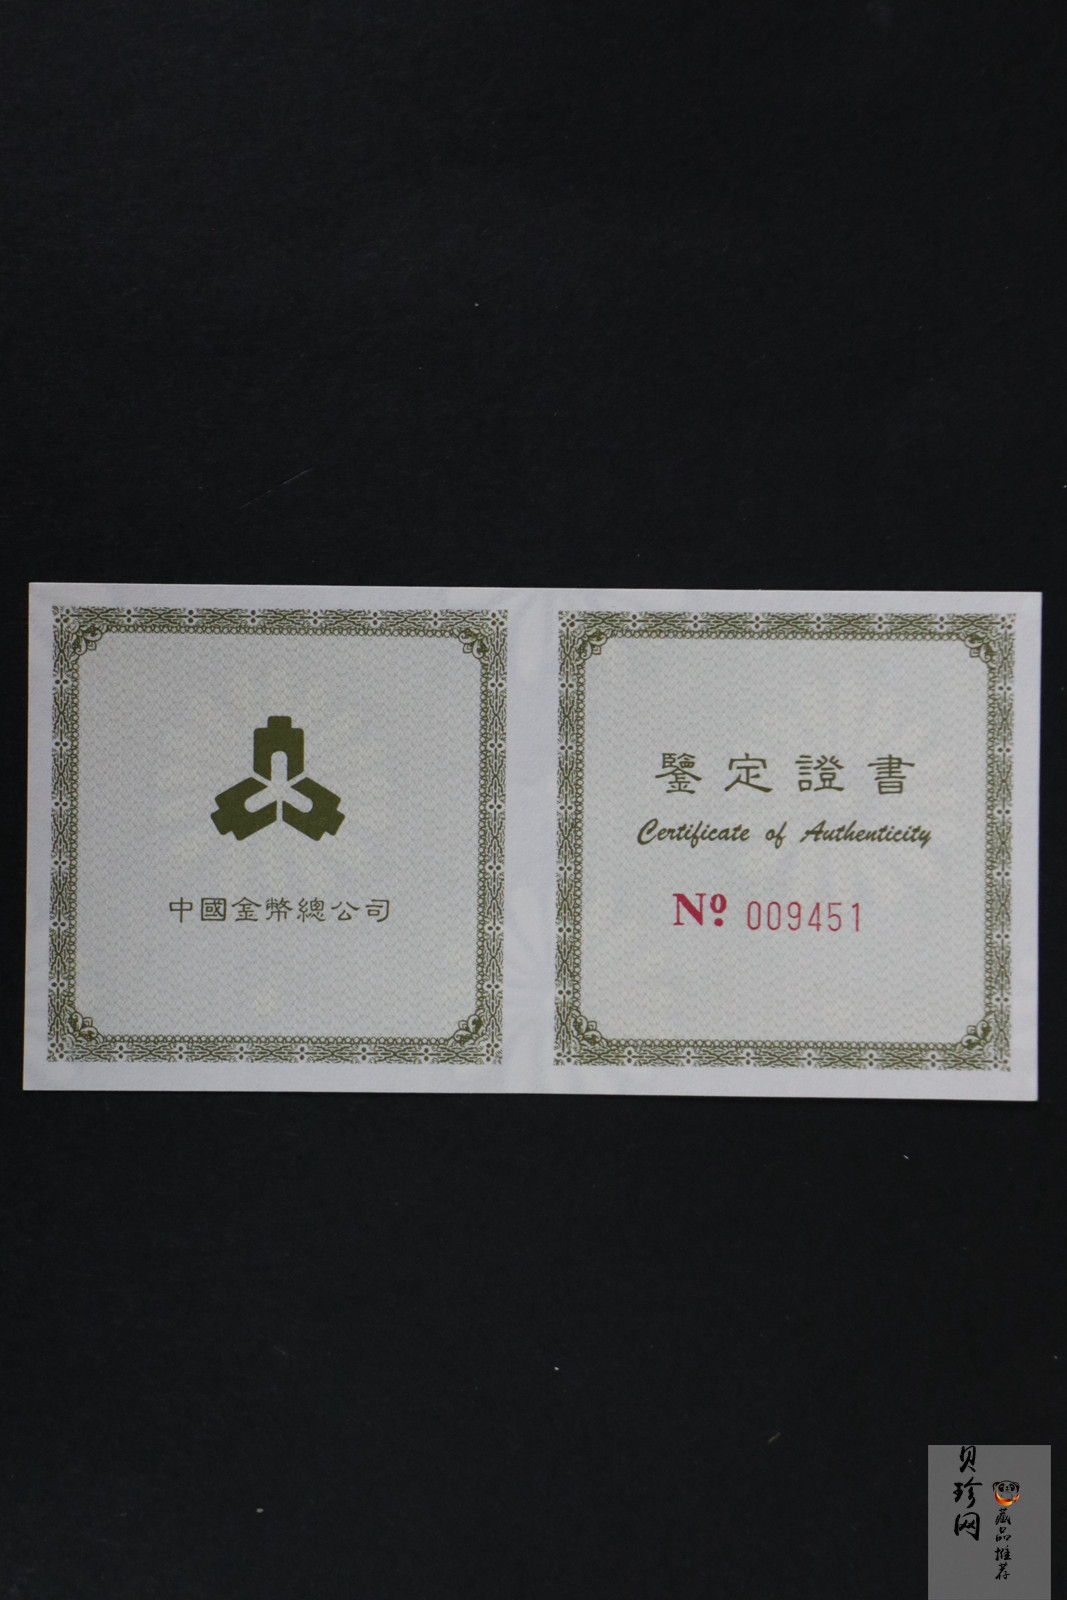 中國金幣總公司
鑒定證書
Certificate of Authenticity
Nº 009451
贝珍网
藏品推荐